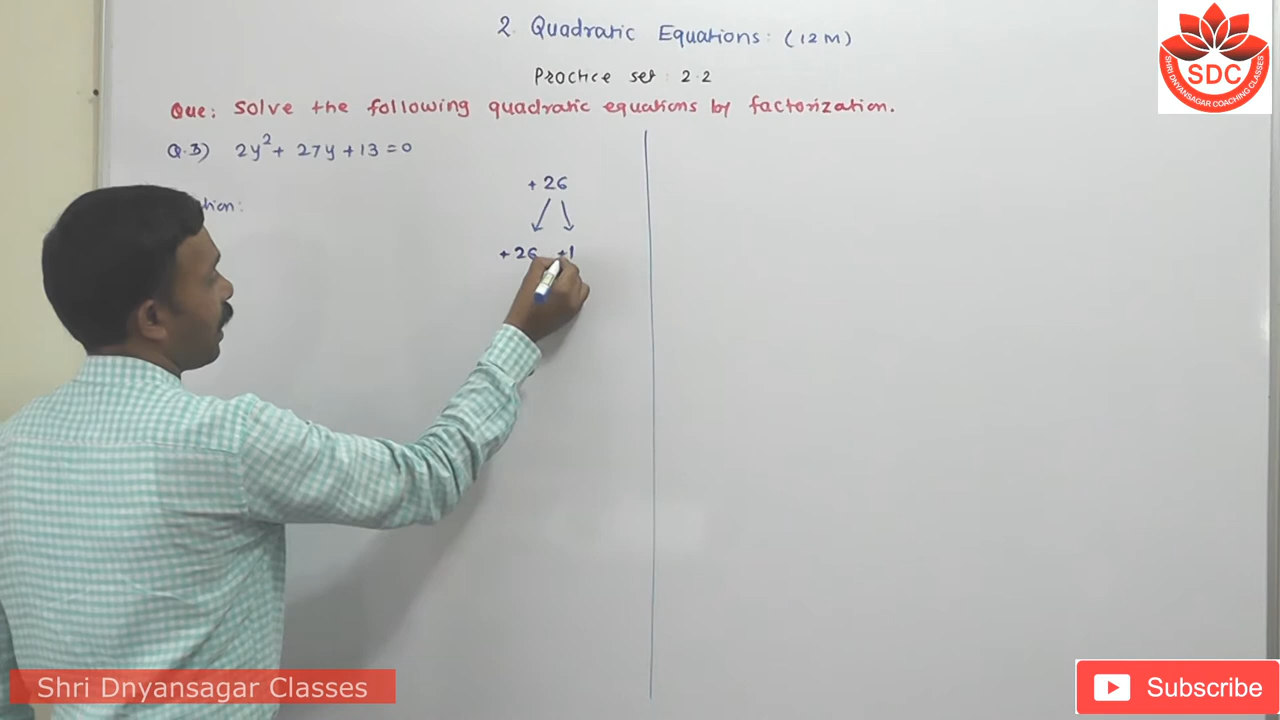 2. Quadratic Equations: (12M)
Practice set: 2.2
Que: Solve the following quadratic equations by factorization.
Q.3) 2y²+ 27y +13 =0
tion:
+ 26
+ 26 +1
SDC
SHRI DNYANSAGAR COACHING CLASSES
Shri Dnyansagar Classes
Subscribe